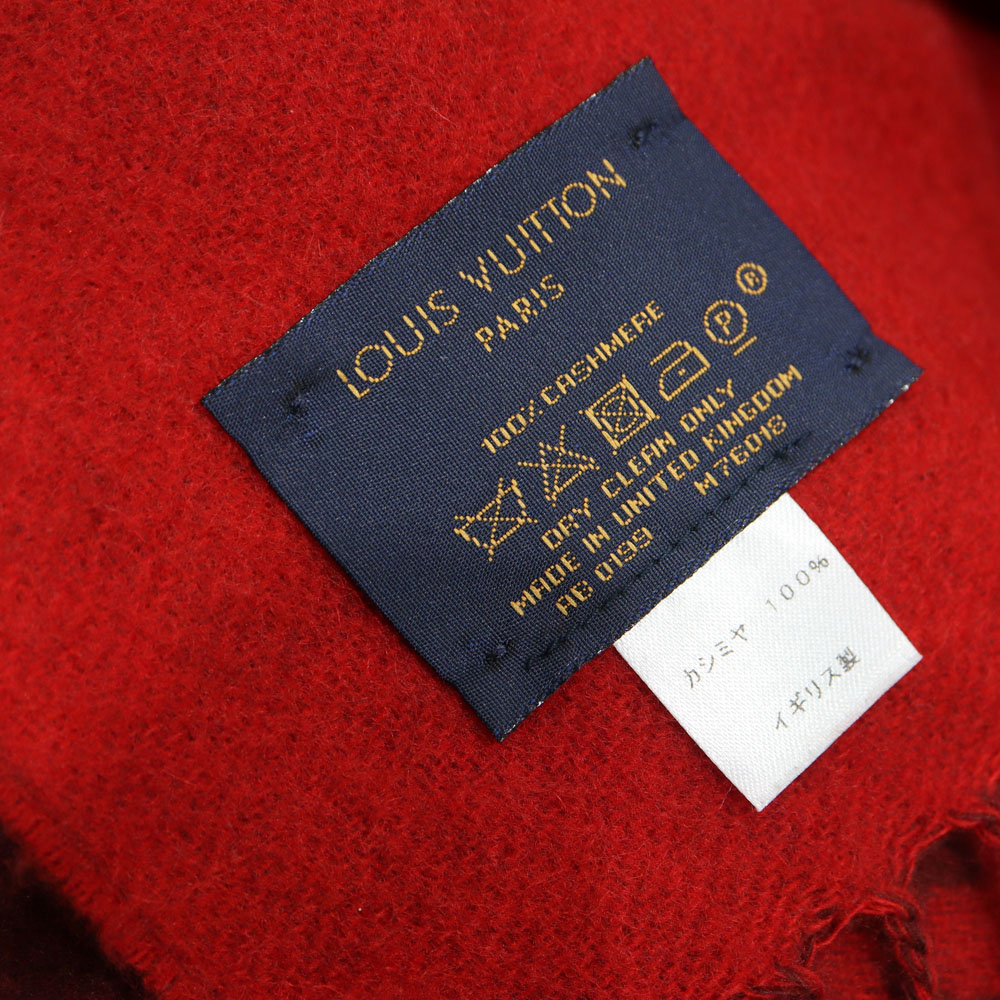 LOUIS VUITTON
PARIS
100% CASHMERE
P
®
DRY CLEAN ONLY
MADE IN UNITED KINGDOM
AB 0199
M76018
カシミヤ 100%
イギリス製